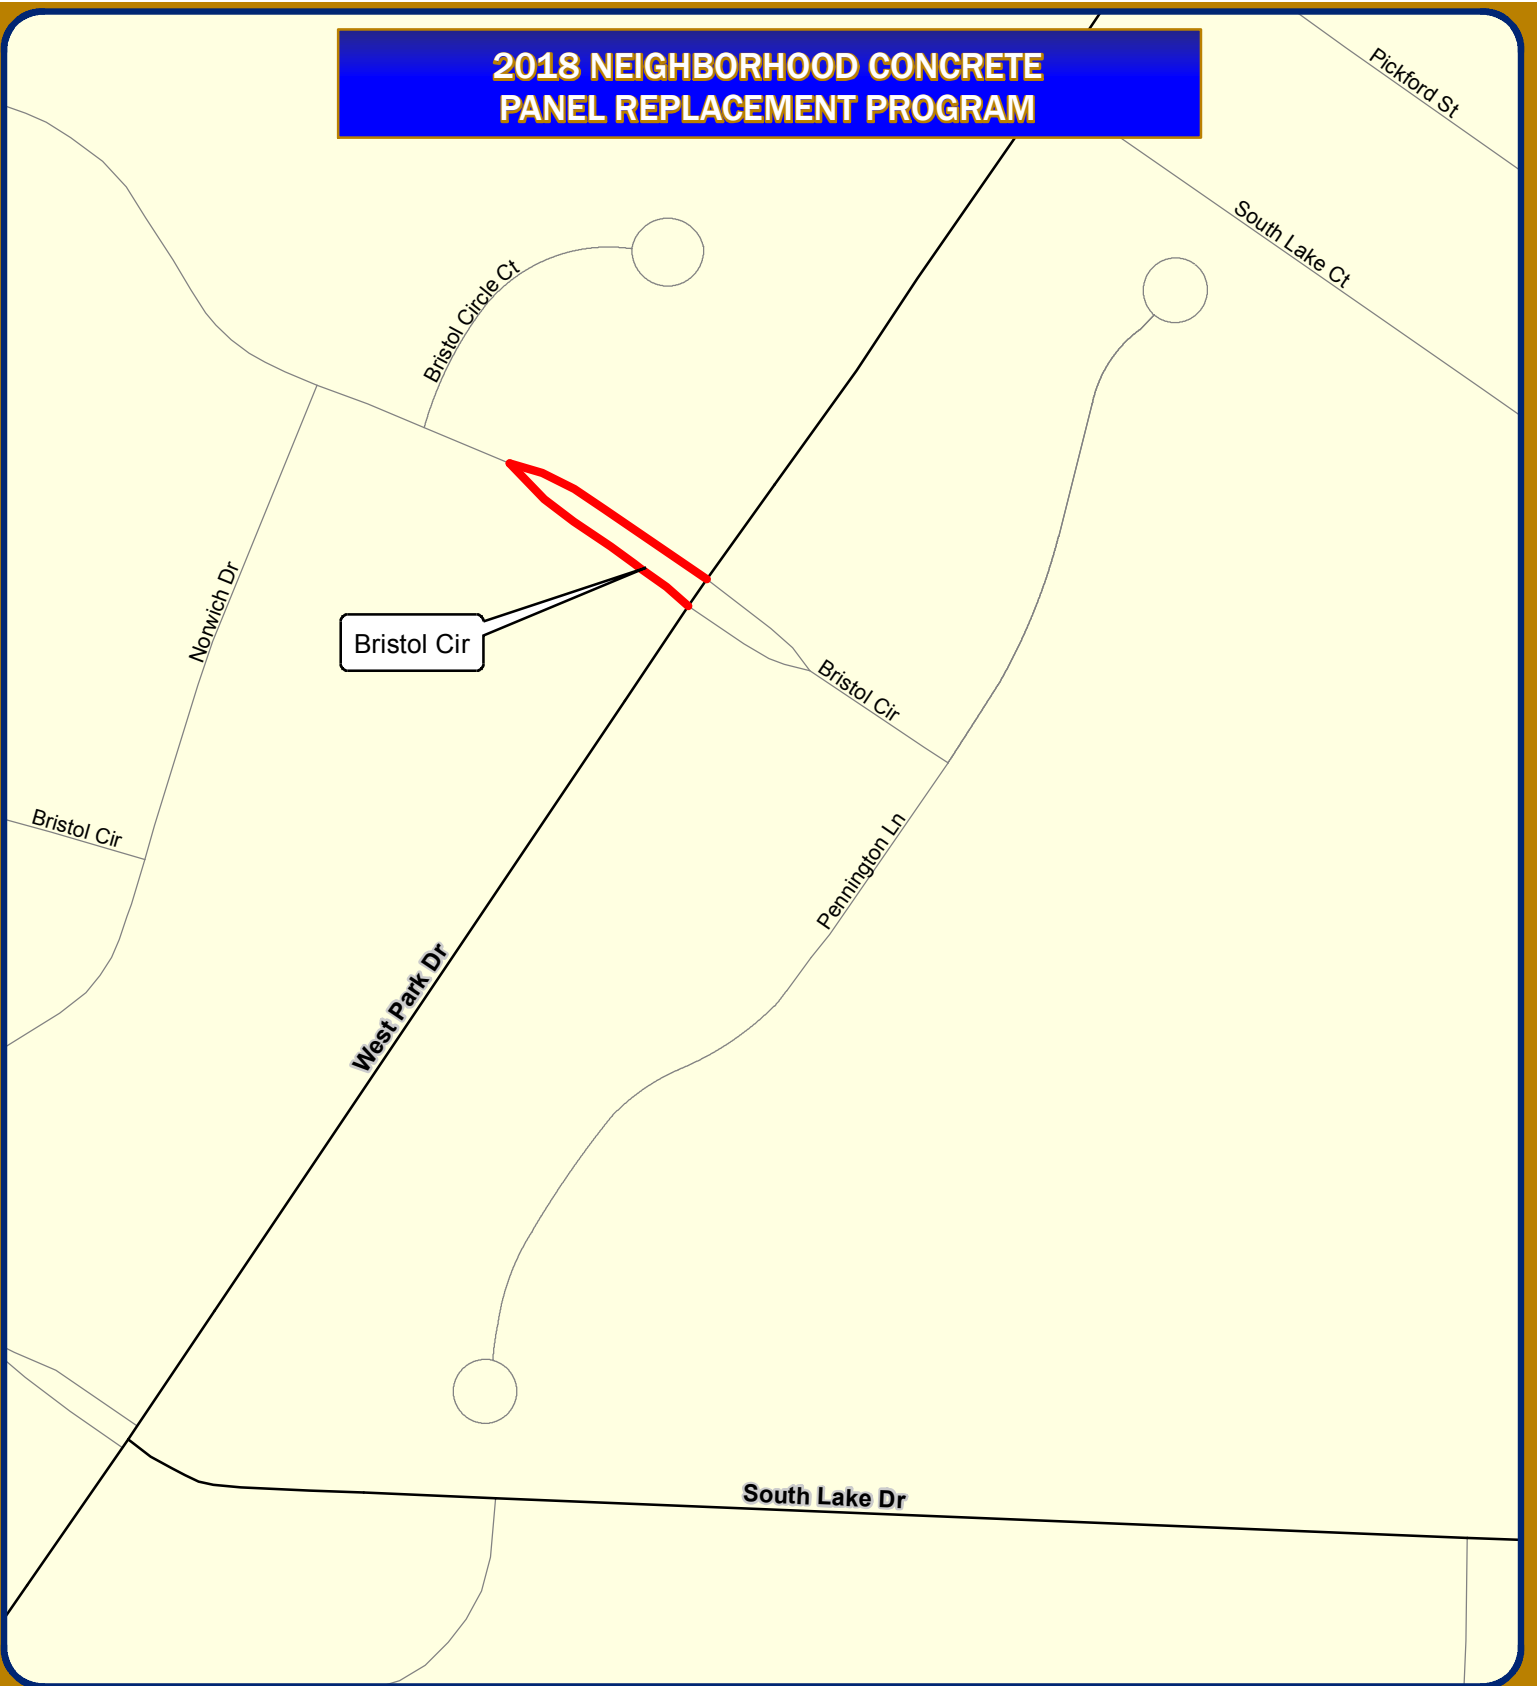 2018 NEIGHBORHOOD CONCRETE
PANEL REPLACEMENT PROGRAM
Pickford St
South Lake Ct
Bristol Circle Ct
Norwich Dr
Bristol Cir
Bristol Cir
Bristol Cir
Pennington Ln
West Park Dr
South Lake Dr